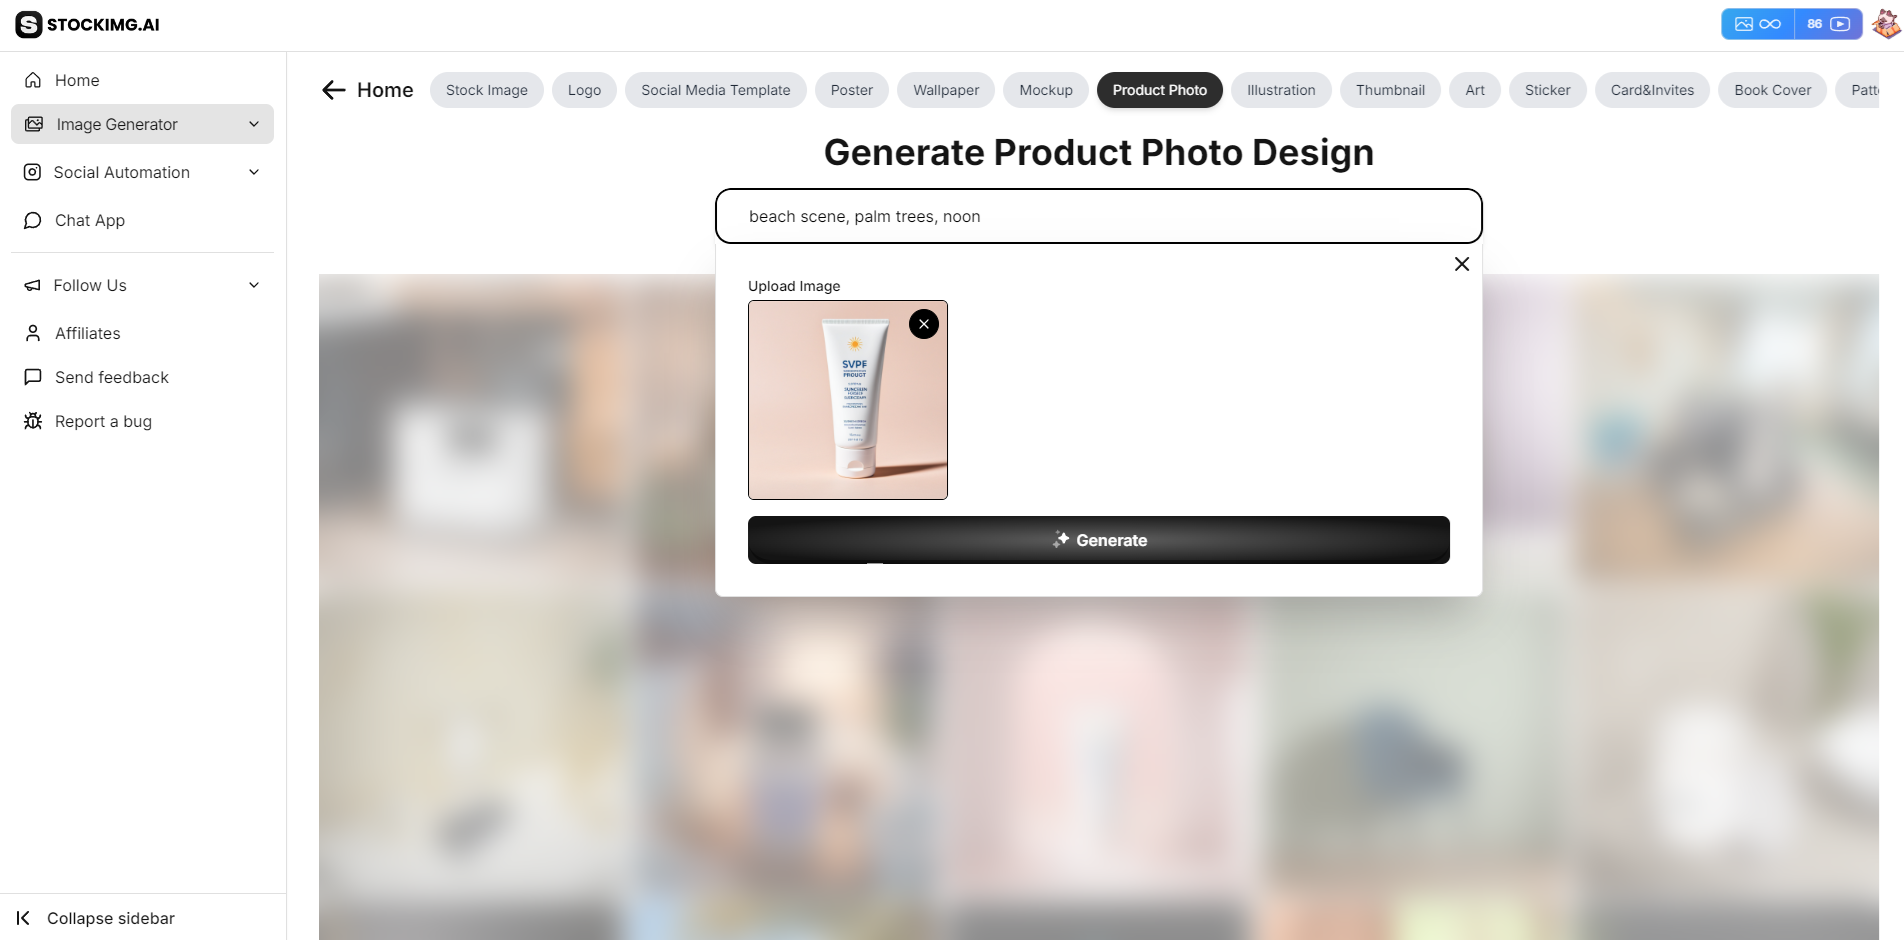 STOCKIMG.AI
86
Home
Image Generator
Social Automation
Chat App
Follow Us
Affiliates
Send feedback
Report a bug
Collapse sidebar
Home
Stock Image
Logo
Social Media Template
Poster
Wallpaper
Mockup
Product Photo
Illustration
Thumbnail
Art
Sticker
Card&Invites
Book Cover
Patt
Generate Product Photo Design
beach scene, palm trees, noon
Upload Image
SVPF
PROUCT
Generate